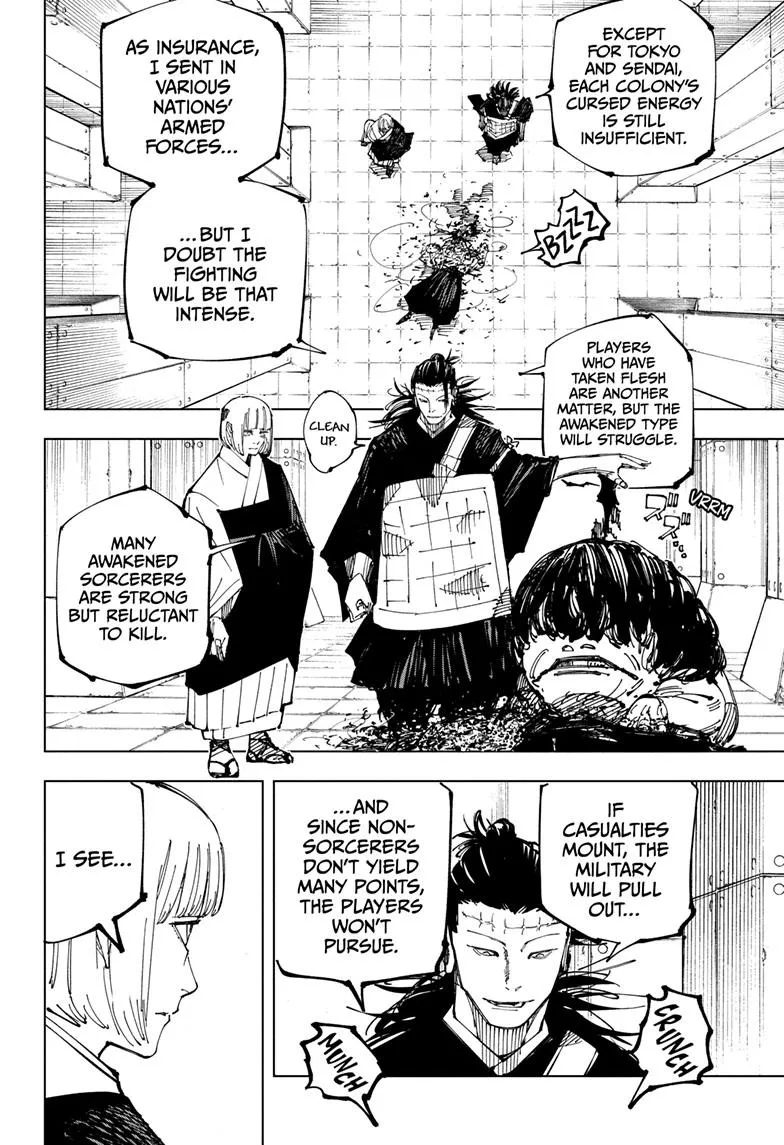 EXCEPT
FOR TOKYO
AND SENDAI,
EACH COLONY'S
CURSED ENERGY
IS STILL
INSUFFICIENT.
AS INSURANCE,
I SENT IN
VARIOUS
NATIONS'
ARMED
FORCES...
BZZZZ
...BUT I
DOUBT THE
FIGHTING
WILL BE THAT
INTENSE.
PLAYERS
WHO HAVE
TAKEN FLESH
ARE ANOTHER
MATTER, BUT THE
AWAKENED TYPE
WILL STRUGGLE.
CLEAN
UP.
VRRM
ズズズ...
MANY
AWAKENED
SORCERERS
ARE STRONG
BUT RELUCTANT
TO KILL.
IF
CASUALTIES
MOUNT, THE
MILITARY
WILL PULL
OUT...
...AND
SINCE NON-
SORCERERS
DON'T YIELD
MANY POINTS,
THE PLAYERS
WON'T
PURSUE.
CRUNCH
MUNCH
I SEE...